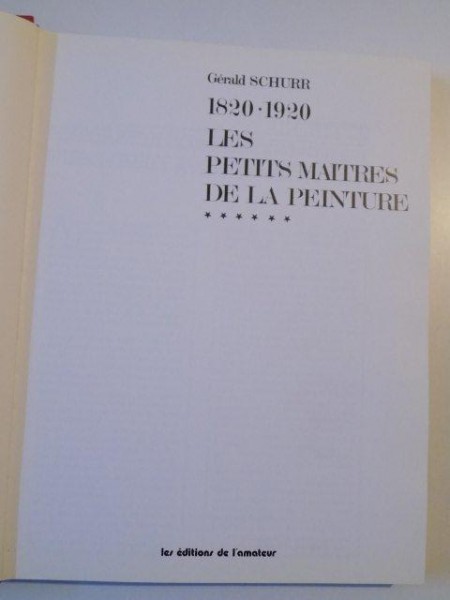 Gérald SCHURR
1820 • 1920
LES
PETITS MAITRES
DE LA PEINTURE
★ ★ ★ ★ ★ ★
les éditions de l'amateur